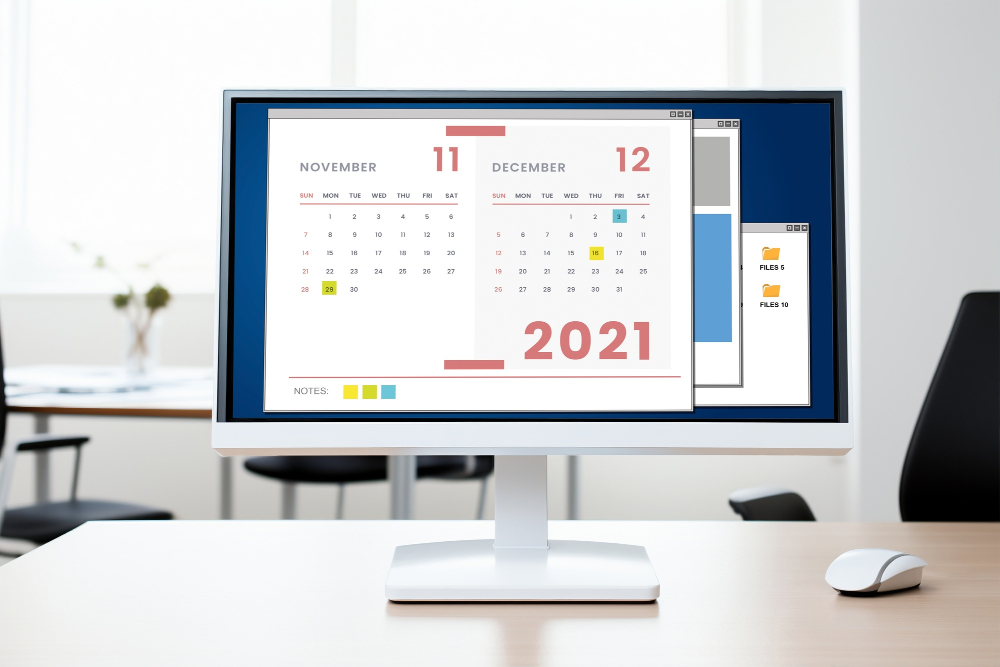 NOVEMBER 11
SUN MON TUE WED THU FRI SAT
1 2 3 4 5 6
7 8 9 10 11 12 13
14 15 16 17 18 19 20
21 22 23 24 25 26 27
28 29 30
DECEMBER 12
SUN MON TUE WED THU FRI SAT
1 2 3 4
5 6 7 8 9 10 11
12 13 14 15 16 17 18
19 20 21 22 23 24 25
26 27 28 29 30 31
2021
NOTES:
FILES 5
FILES 10